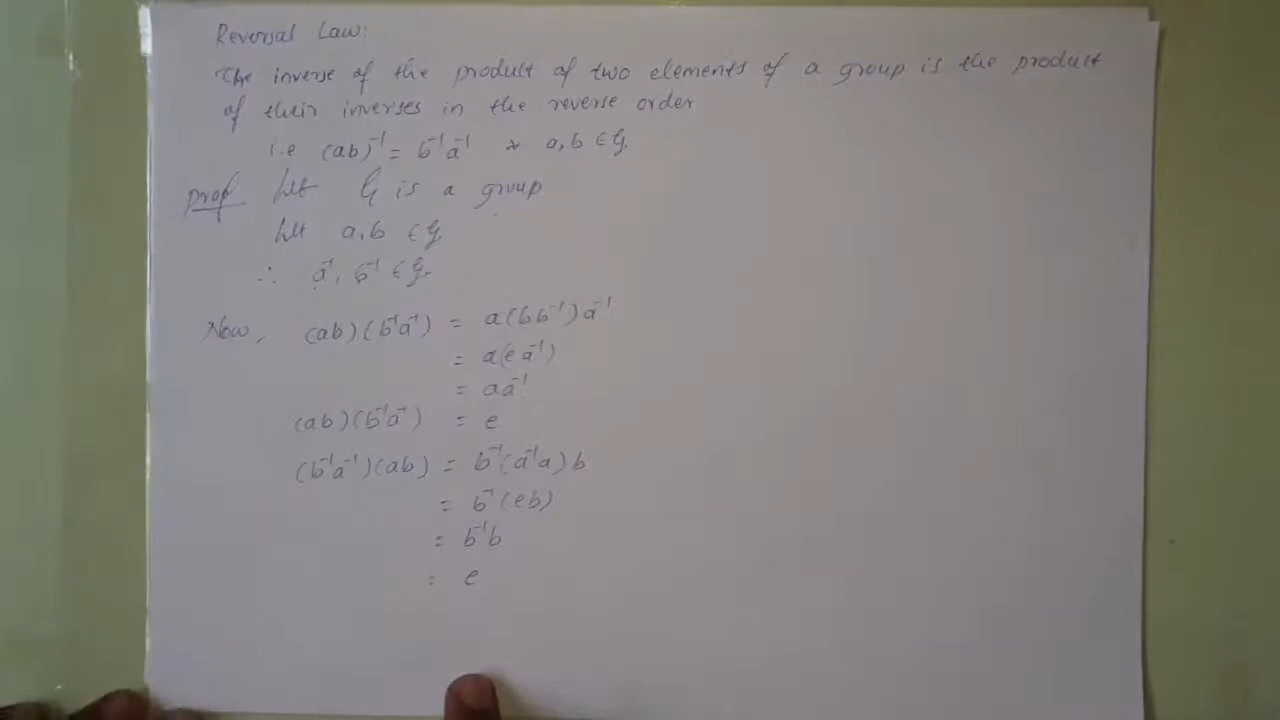 Reversal Law:
The inverse of the product of two elements of a group is the product
of their inverses in the reverse order
i.e (ab)⁻¹ = b⁻¹a⁻¹ ∀ a,b ∈ G
Prof Let G is a group
Let a,b ∈ G
∴ a⁻¹, b⁻¹ ∈ G
Now, (ab)(b⁻¹a⁻¹) = a(bb⁻¹)a⁻¹
= a(ea⁻¹)
= aa⁻¹
(ab)(b⁻¹a⁻¹) = e
(b⁻¹a⁻¹)(ab) = b⁻¹(a⁻¹a)b
= b⁻¹(eb)
= b⁻¹b
= e